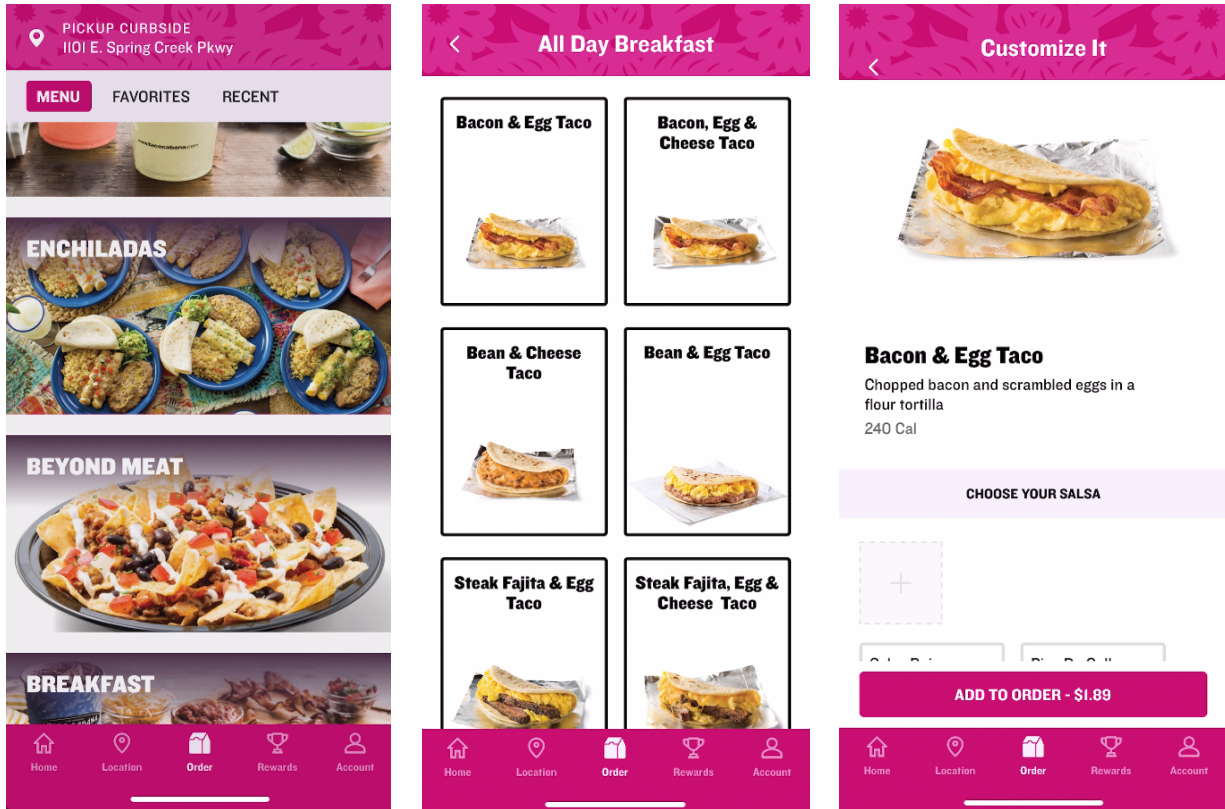 PICKUP CURBSIDE
1101 E. Spring Creek Pkwy
MENU
FAVORITES
RECENT
ENCHILADAS
BEYOND MEAT
BREAKFAST
Home
Location
Order
Rewards
Account
All Day Breakfast
Bacon & Egg Taco
Bacon, Egg &
Cheese Taco
Bean & Cheese
Taco
Bean & Egg Taco
Steak Fajita & Egg
Taco
Steak Fajita, Egg &
Cheese Taco
Home
Location
Order
Rewards
Account
Customize It
Bacon & Egg Taco
Chopped bacon and scrambled eggs in a
flour tortilla
240 Cal
CHOOSE YOUR SALSA
ADD TO ORDER - $1.89
Home
Location
Order
Rewards
Account